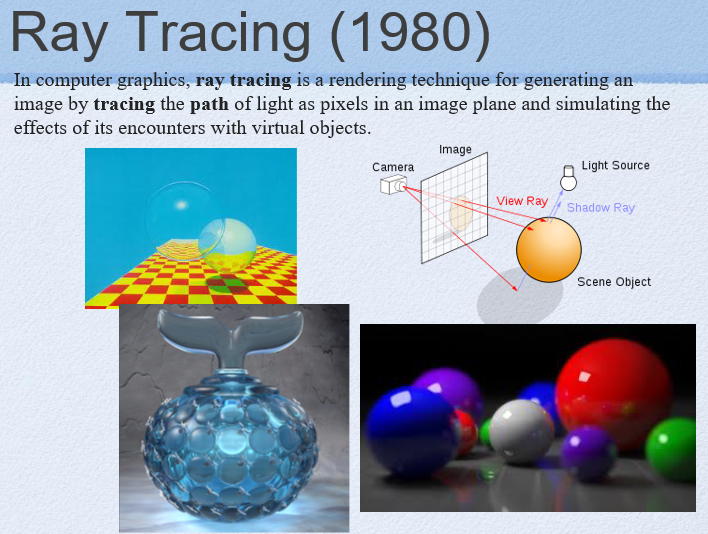 Ray Tracing (1980)
In computer graphics, ray tracing is a rendering technique for generating an
image by tracing the path of light as pixels in an image plane and simulating the
effects of its encounters with virtual objects.
Image
Camera
Light Source
View Ray
Shadow Ray
Scene Object